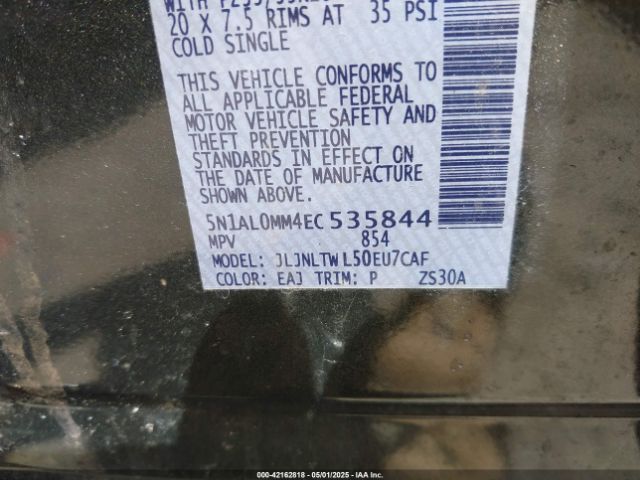 20 X 7.5 RIMS AT 35 PSI
COLD SINGLE
THIS VEHICLE CONFORMS TO
ALL APPLICABLE FEDERAL
MOTOR VEHICLE SAFETY AND
THEFT PREVENTION
STANDARDS IN EFFECT ON
THE DATE OF MANUFACTURE
SHOWN ABOVE.
5N1AL0MM4EC535844
MPV 854
MODEL: JLJNLTWL50EU7CAF
COLOR: EAJ TRIM: P ZS30A
000-42162818 - 05/01/2025 - IAAI.COM